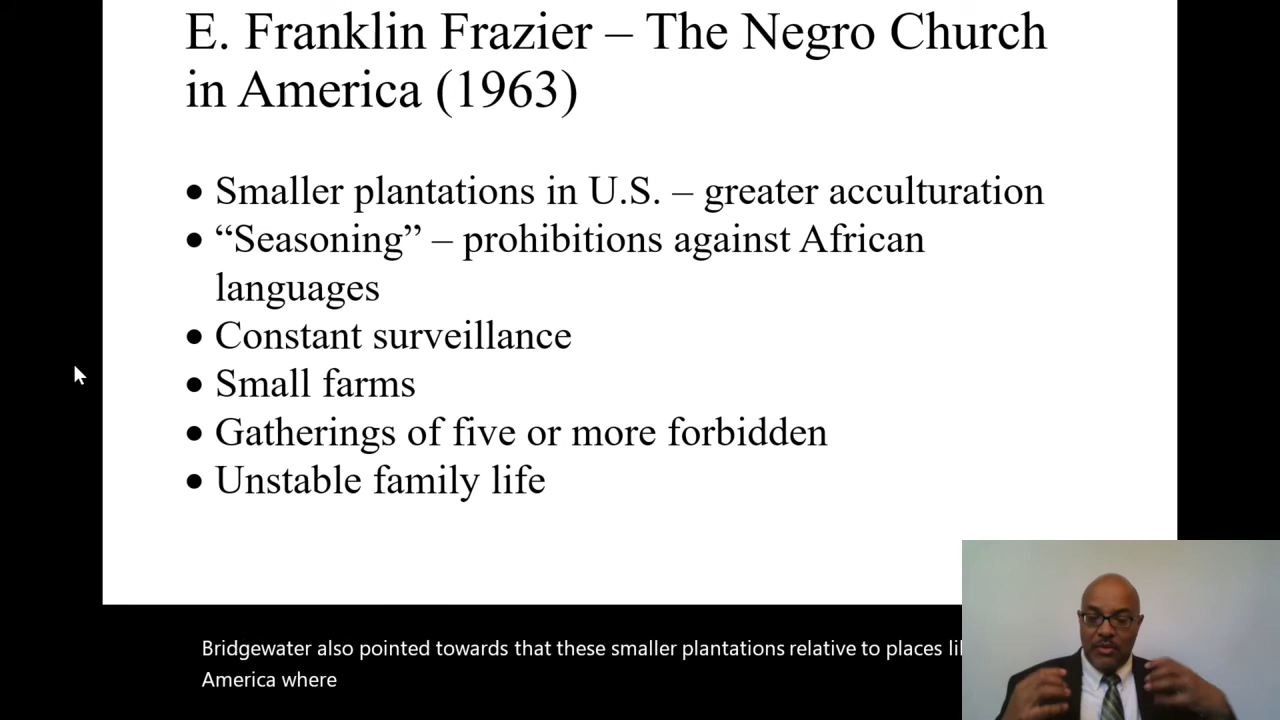 E. Franklin Frazier – The Negro Church
in America (1963)
• Smaller plantations in U.S. – greater acculturation
• “Seasoning” – prohibitions against African
languages
• Constant surveillance
• Small farms
• Gatherings of five or more forbidden
• Unstable family life
Bridgewater also pointed towards that these smaller plantations relative to places
America where